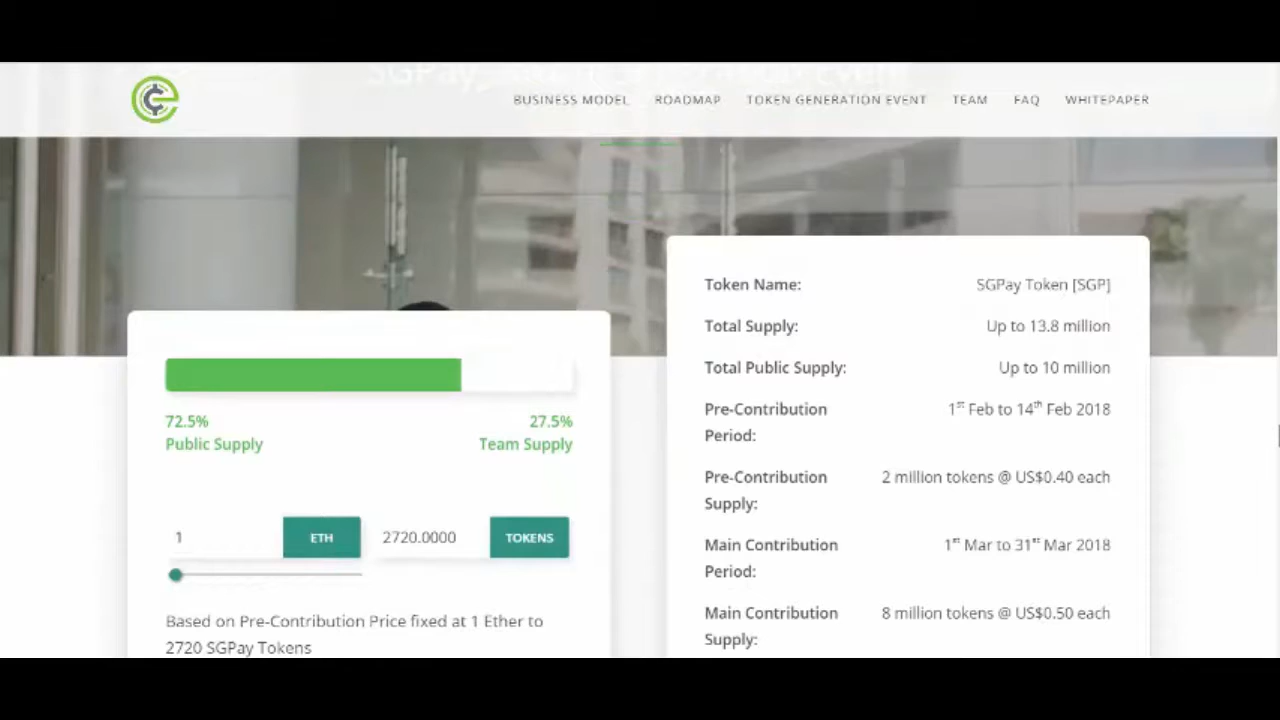 BUSINESS MODEL ROADMAP TOKEN GENERATION EVENT TEAM FAQ WHITEPAPER
72.5%
Public Supply
27.5%
Team Supply
1 ETH 2720.0000 TOKENS
Based on Pre-Contribution Price fixed at 1 Ether to
2720 SGPay Tokens
Token Name: SGPay Token [SGP]
Total Supply: Up to 13.8 million
Total Public Supply: Up to 10 million
Pre-Contribution 1st Feb to 14th Feb 2018
Period:
Pre-Contribution 2 million tokens @ US$0.40 each
Supply:
Main Contribution 1st Mar to 31st Mar 2018
Period:
Main Contribution 8 million tokens @ US$0.50 each
Supply: